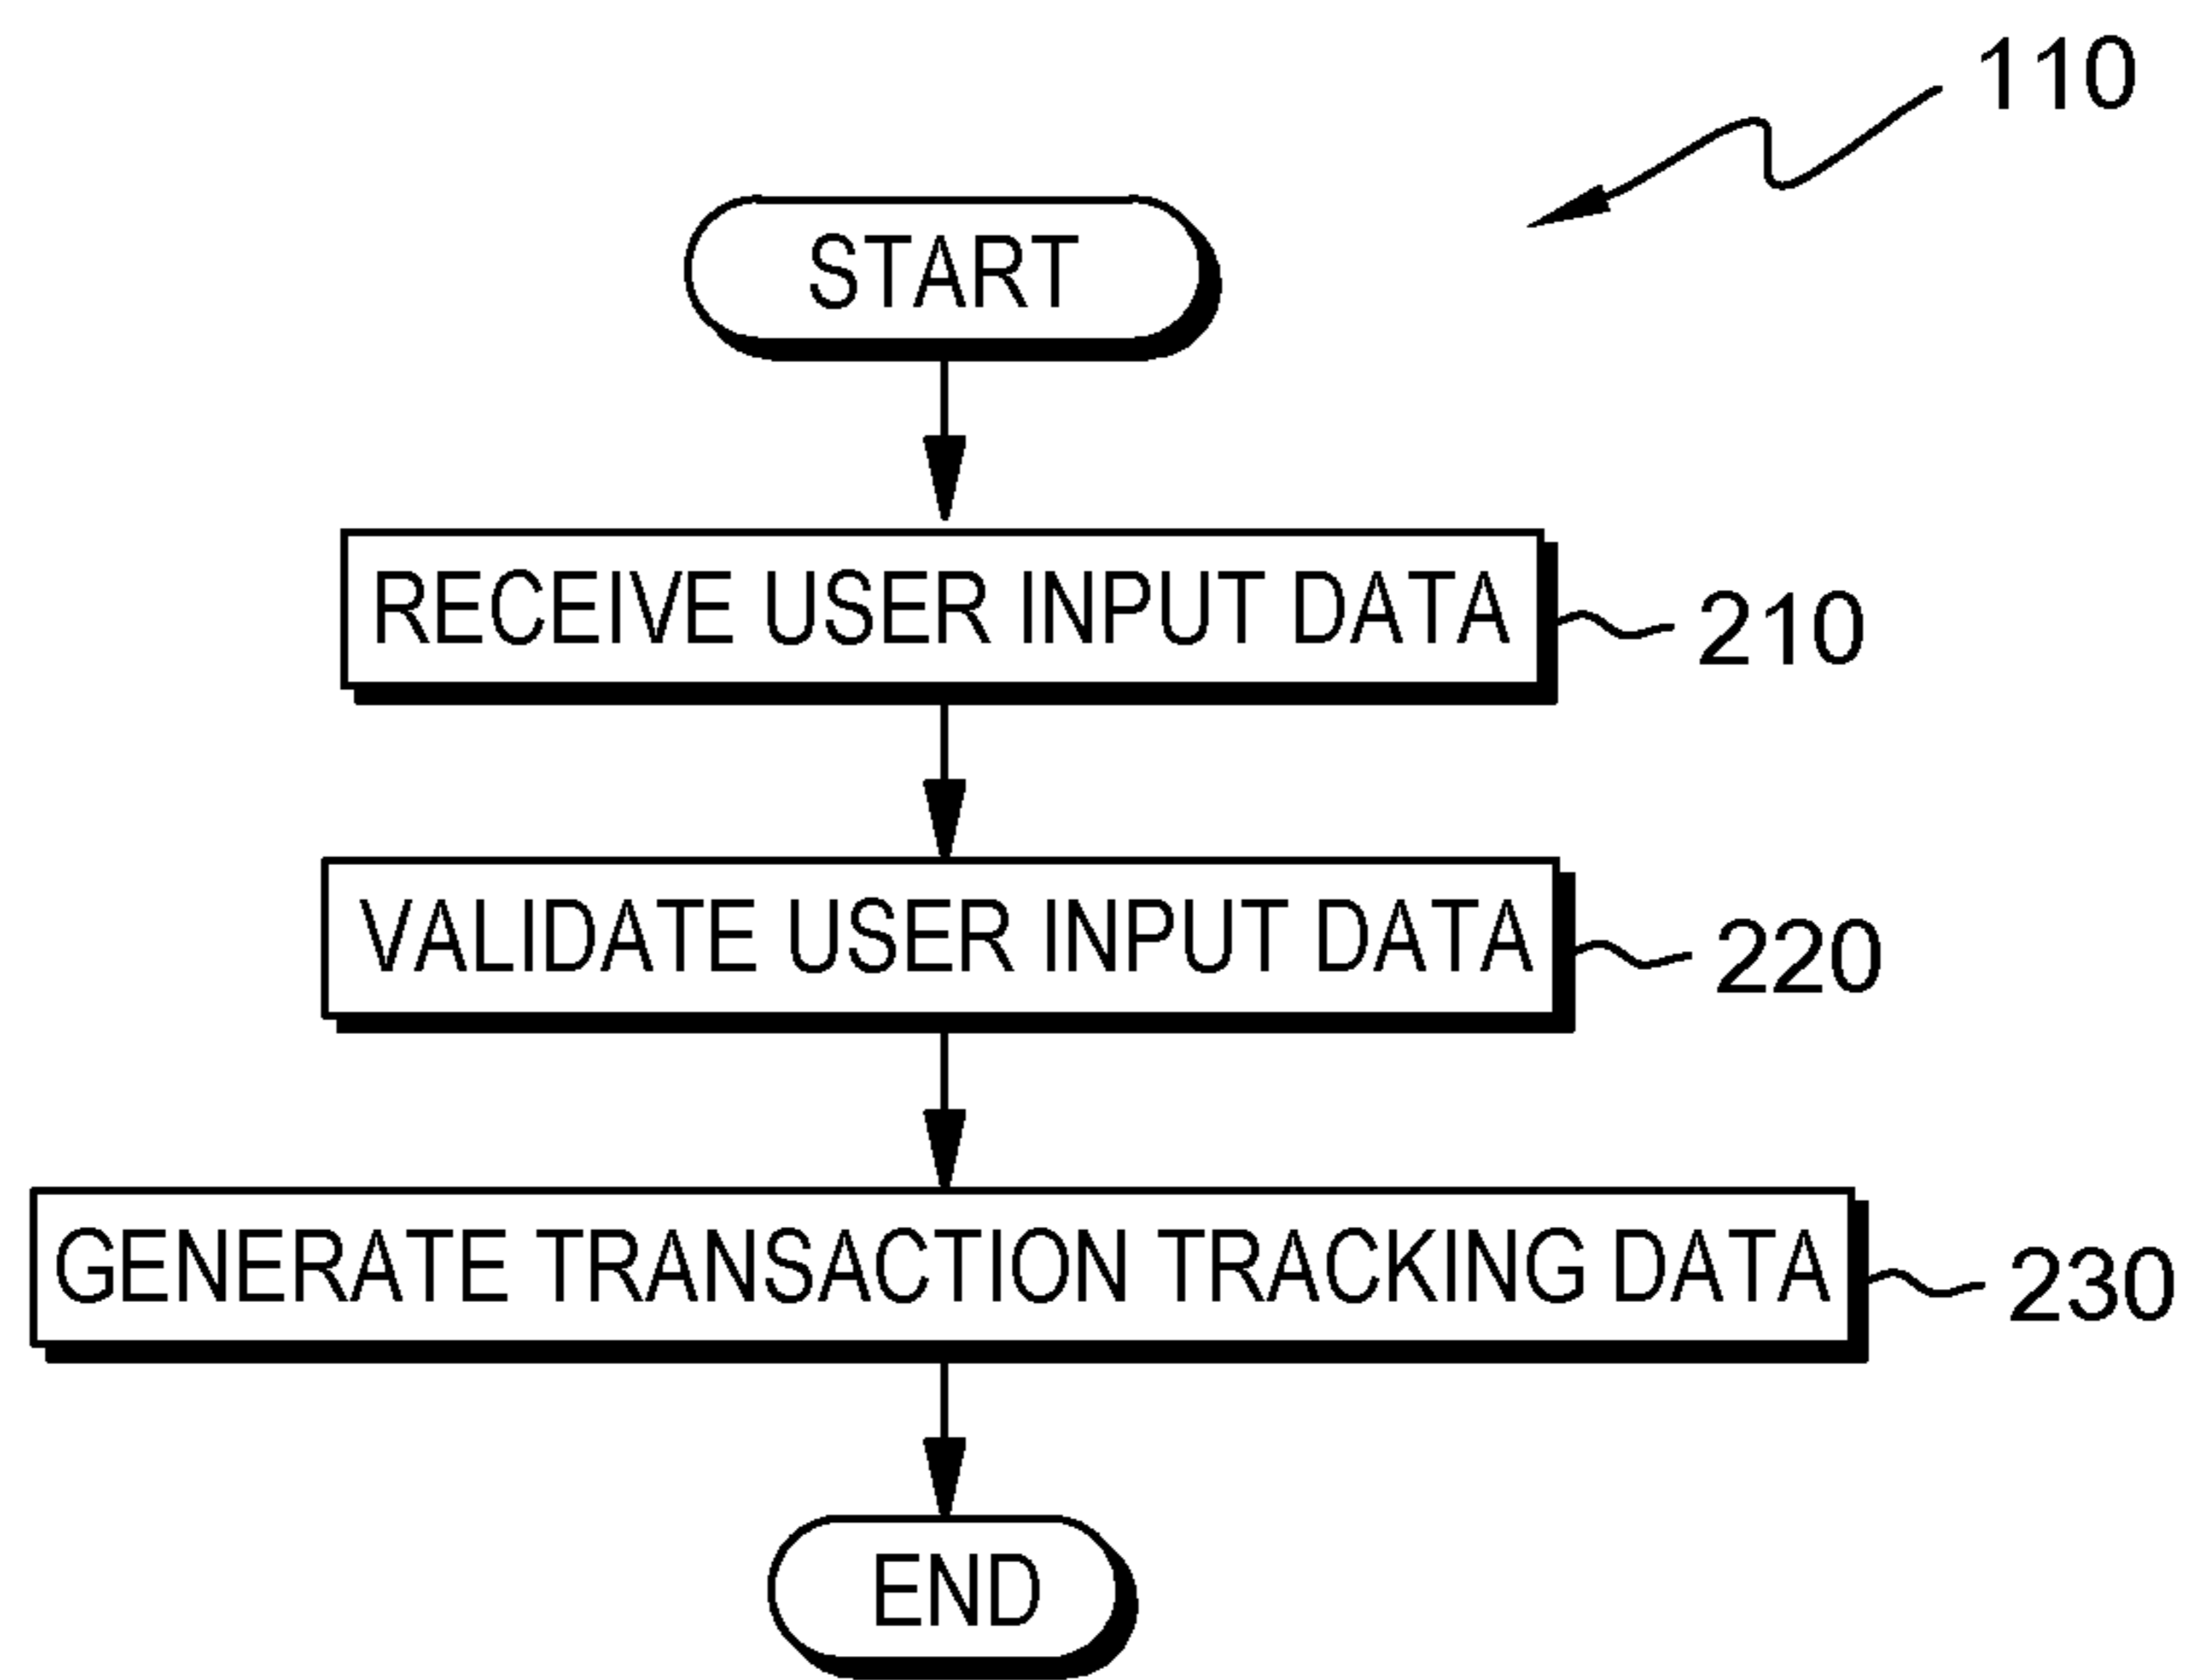 110
START
RECEIVE USER INPUT DATA
210
VALIDATE USER INPUT DATA
220
GENERATE TRANSACTION TRACKING DATA
230
END